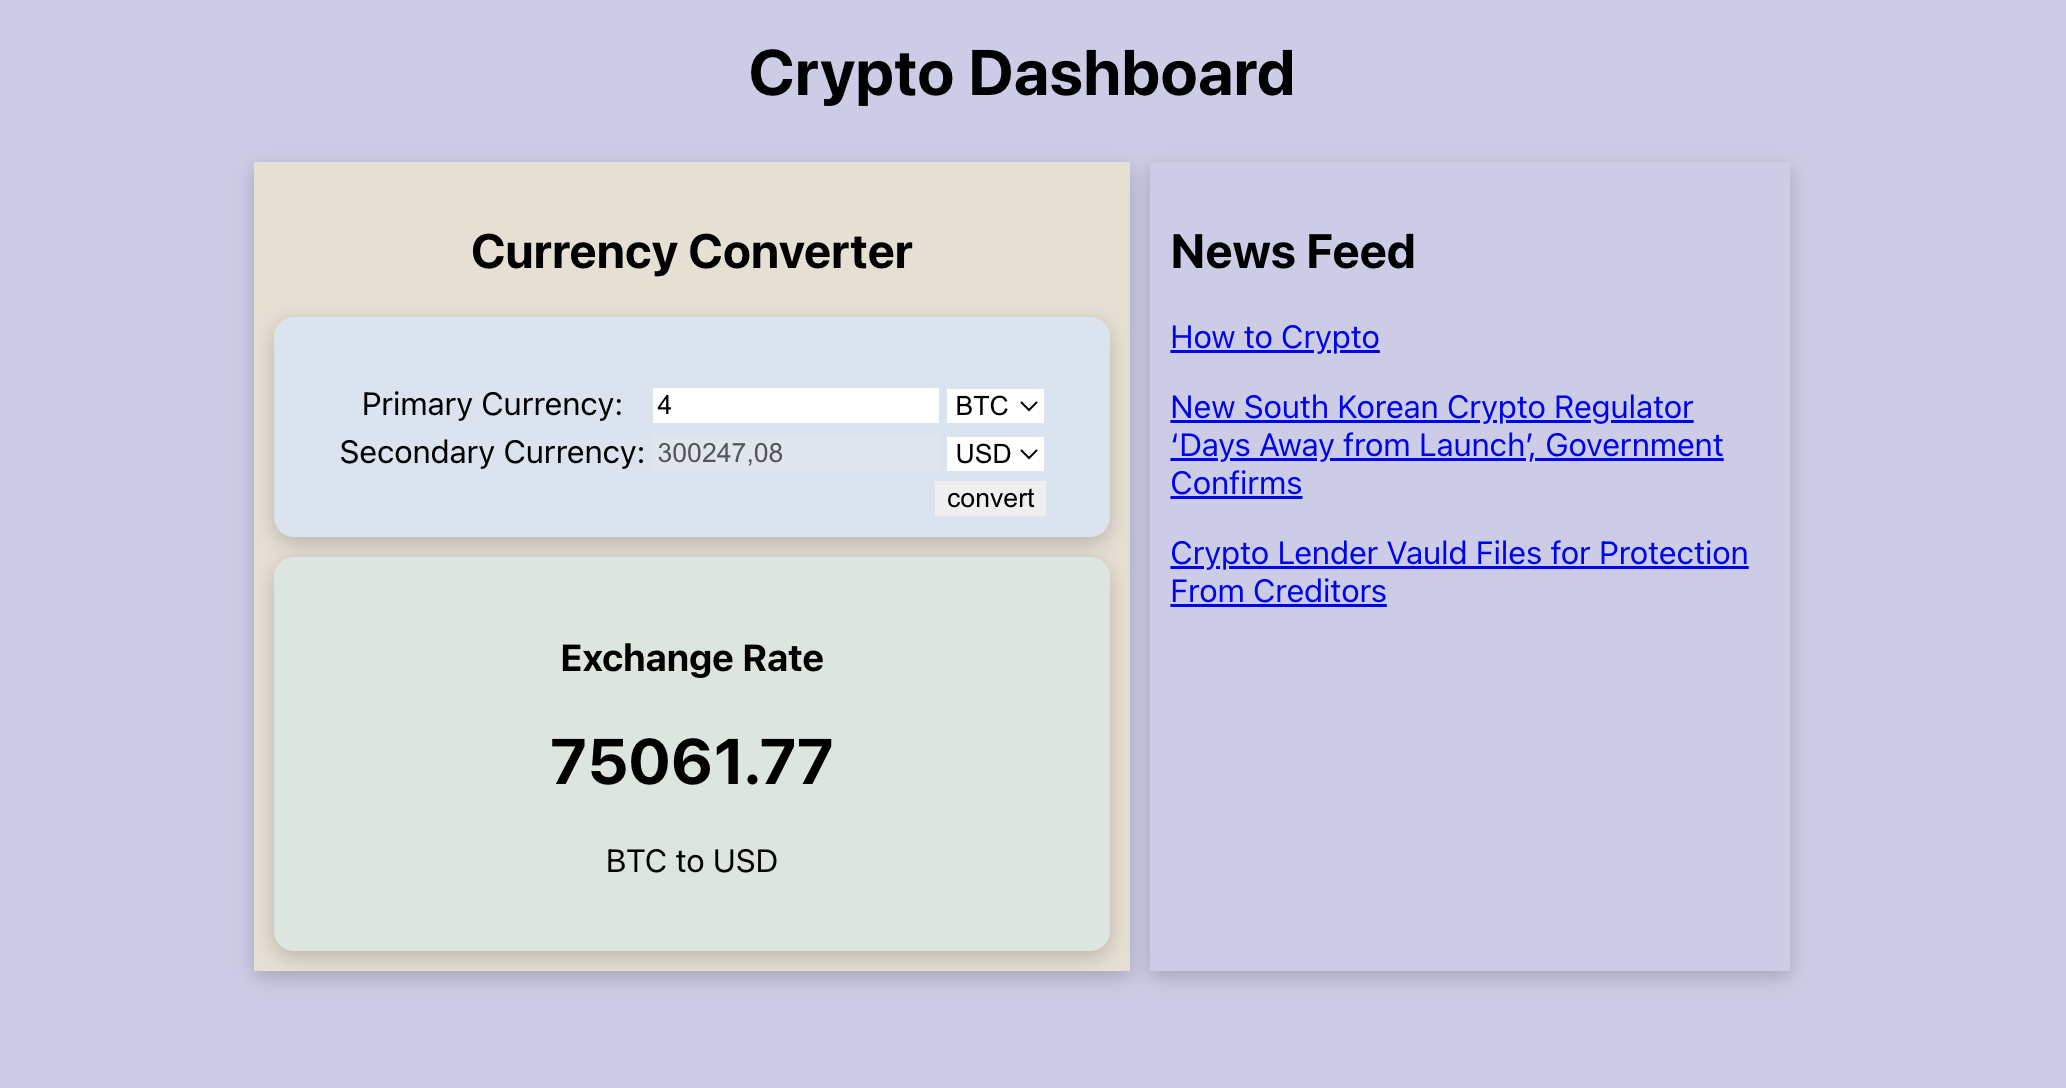 Crypto Dashboard
Currency Converter
Primary Currency: 4 BTC
Secondary Currency: 300247,08 USD
convert
Exchange Rate
75061.77
BTC to USD
News Feed
How to Crypto
New South Korean Crypto Regulator
‘Days Away from Launch’, Government
Confirms
Crypto Lender Vauld Files for Protection
From Creditors